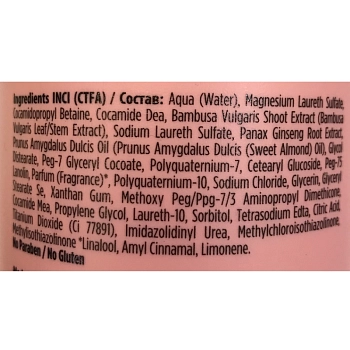 Ingredients INCI (CTFA) / Состав: Aqua (Water), Magnesium Laureth Sulfate,
Cocamidopropyl Betaine, Cocamide Dea, Bambusa Vulgaris Shoot Extract (Bambusa
Vulgaris Leaf/Stem Extract), Sodium Laureth Sulfate, Panax Ginseng Root Extract,
Prunus Amygdalus Dulcis Oil (Prunus Amygdalus Dulcis (Sweet Almond) Oil), Glycol
Distearate, Peg-7 Glyceryl Cocoate, Polyquaternium-7, Cetearyl Glucoside, Peg-75
Lanolin, Parfum (Fragrance)*, Polyquaternium-10, Sodium Chloride, Glycerin, Glyceryl
Stearate Se, Xanthan Gum, Methoxy Peg/Ppg-7/3 Aminopropyl Dimethicone,
Cocamide Mea, Propylene Glycol, Laureth-10, Sorbitol, Tetrasodium Edta, Citric Acid,
Titanium Dioxide (Ci 77891), Imidazolidinyl Urea, Methylchloroisothiazolinone,
Methylisothiazolinone *Linalool, Amyl Cinnamal, Limonene.
No Paraben / No Gluten